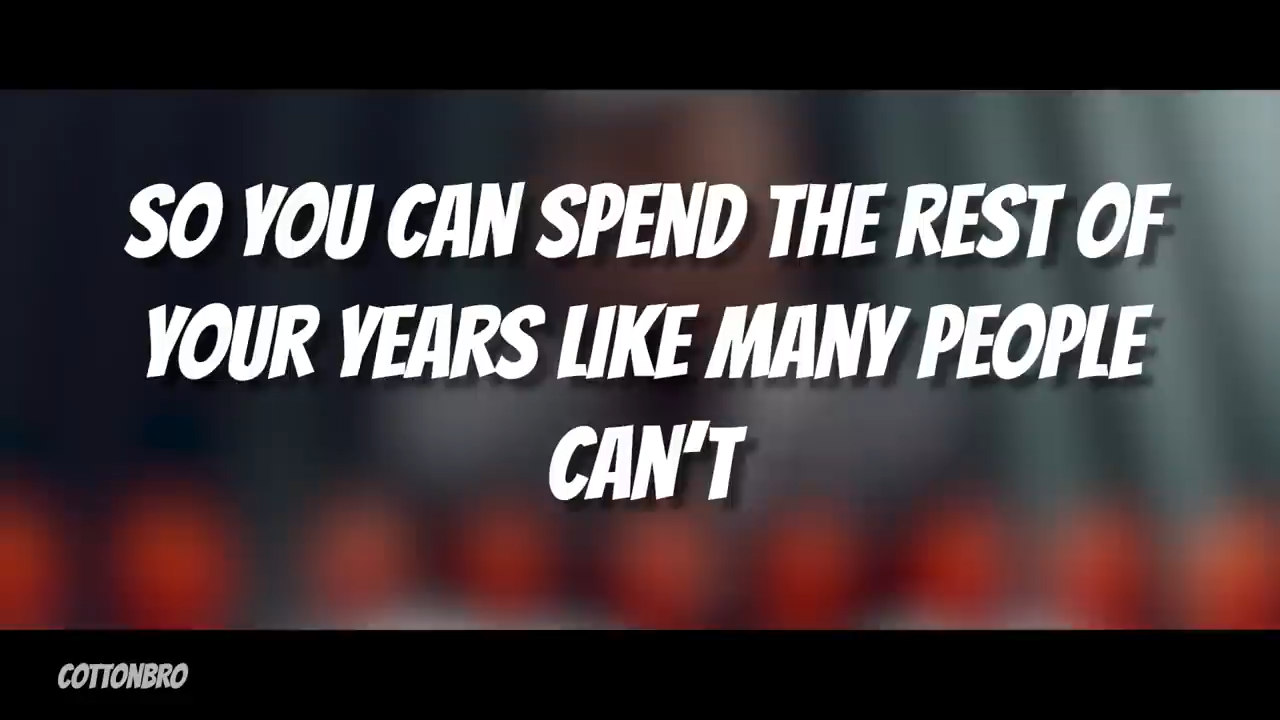 SO YOU CAN SPEND THE REST OF
YOUR YEARS LIKE MANY PEOPLE
CAN'T
COTTONBRO